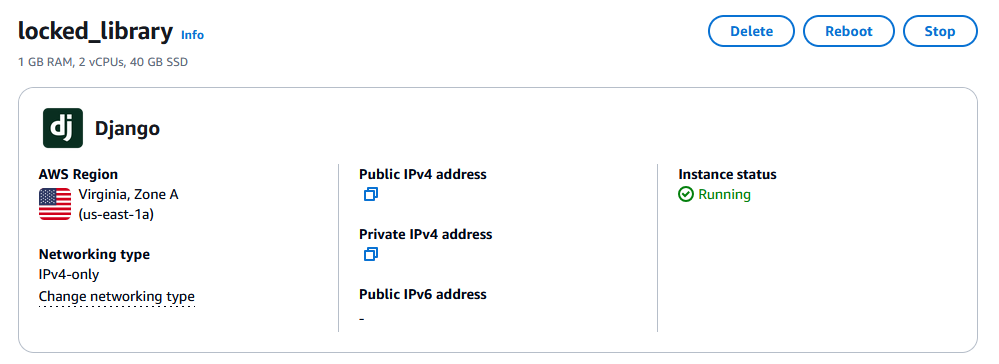 locked_library Info
Delete
Reboot
Stop
1 GB RAM, 2 vCPUs, 40 GB SSD
dj
Django
AWS Region
Virginia, Zone A
(us-east-1a)
Networking type
IPv4-only
Change networking type
Public IPv4 address
Private IPv4 address
Public IPv6 address
-
Instance status
Running